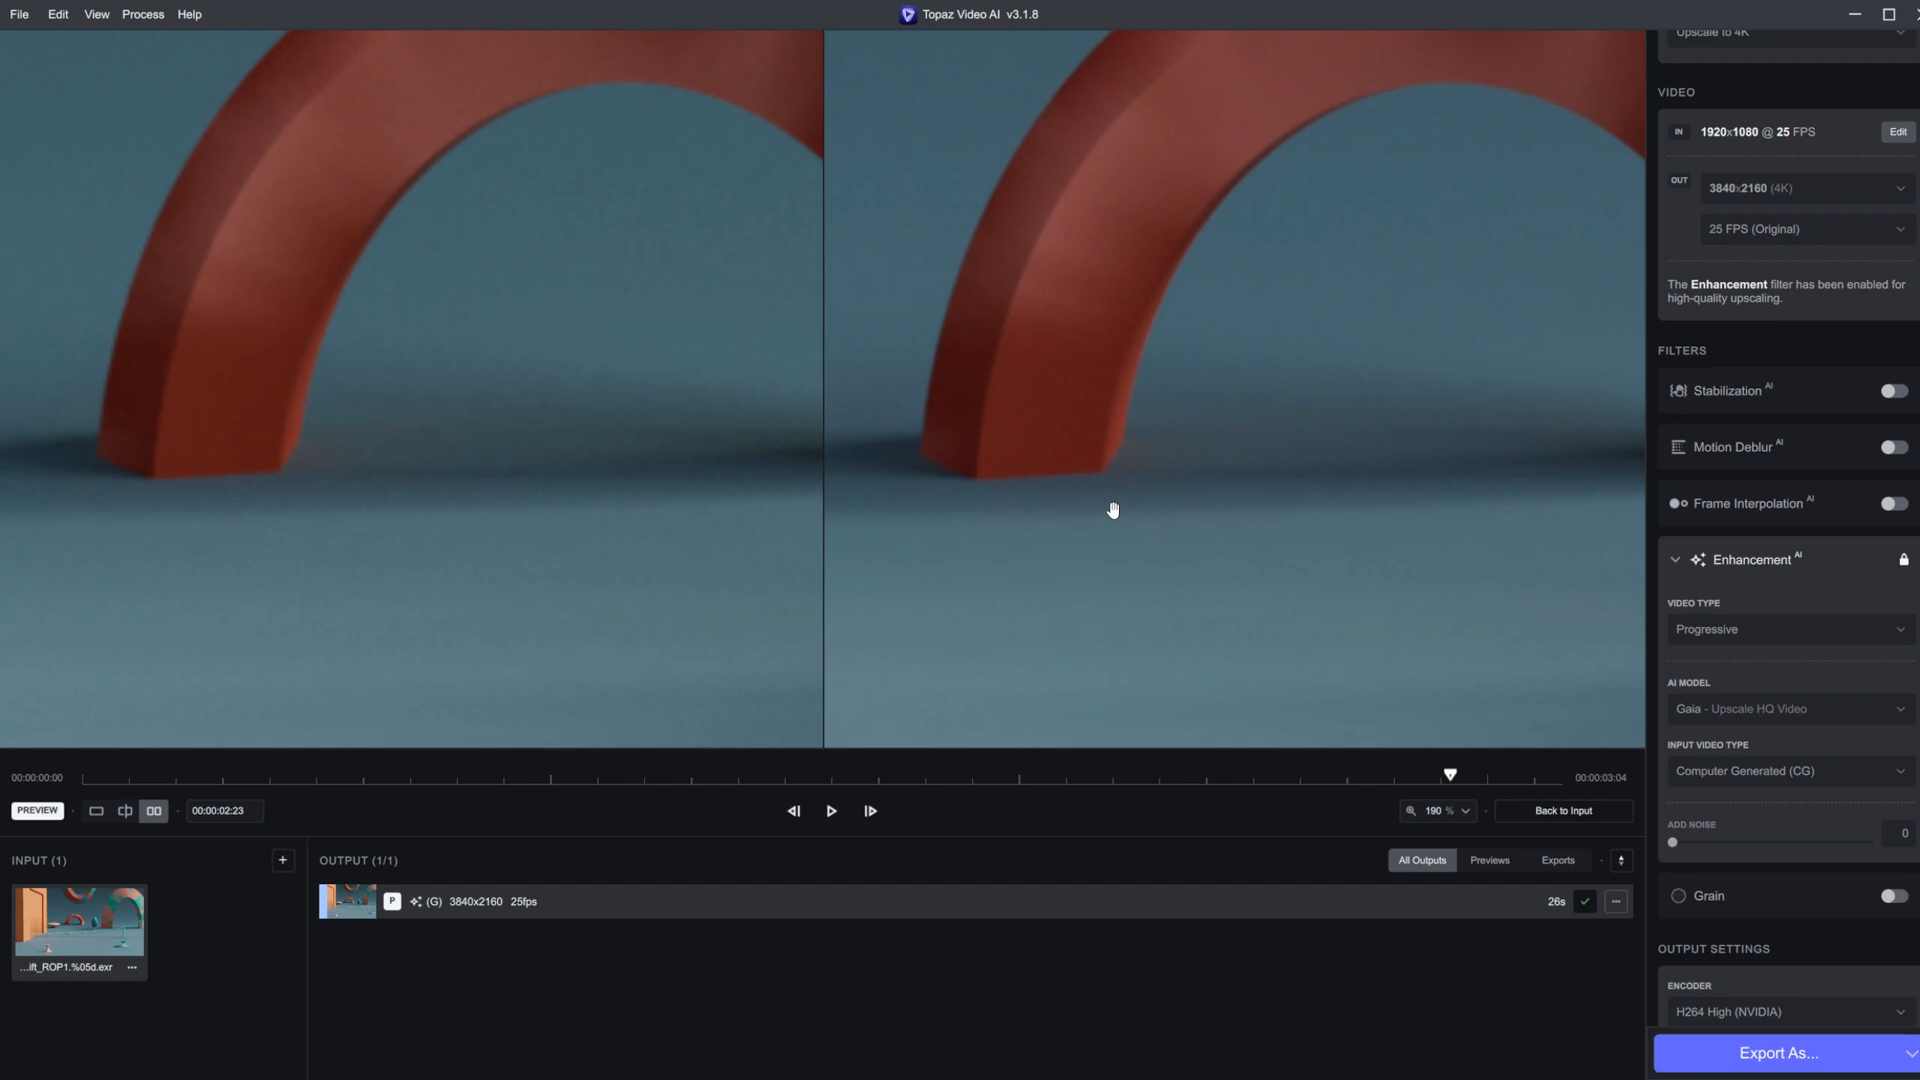 File Edit View Process Help
Topaz Video AI v3.1.8
Upscale to 4K
VIDEO
IN 1920x1080 @ 25 FPS Edit
OUT 3840x2160 (4K)
25 FPS (Original)
The Enhancement filter has been enabled for
high-quality upscaling.
FILTERS
Stabilization AI
Motion Deblur AI
Frame Interpolation AI
Enhancement AI
VIDEO TYPE
Progressive
AI MODEL
Gaia - Upscale HQ Video
INPUT VIDEO TYPE
Computer Generated (CG)
ADD NOISE 0
Grain
OUTPUT SETTINGS
ENCODER
H264 High (NVIDIA)
Export As...
00:00:00:00 00:00:03:04
PREVIEW 00:00:02:23 190 % Back to Input
INPUT (1)
...ift_ROP1.%05d.exr ...
OUTPUT (1/1) All Outputs Previews Exports
P (G) 3840x2160 25fps 26s ...